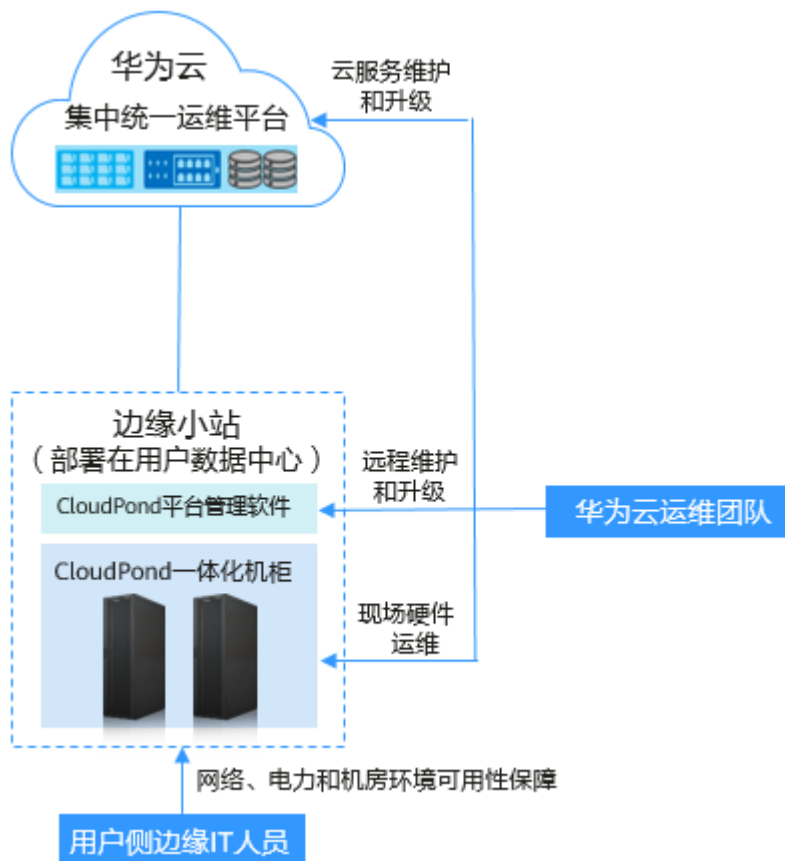 华为云
集中统一运维平台
云服务维护
和升级
边缘小站
（部署在用户数据中心）
CloudPond平台管理软件
CloudPond一体化机柜
远程维护
和升级
华为云运维团队
现场硬件
运维
网络、电力和机房环境可用性保障
用户侧边缘IT人员